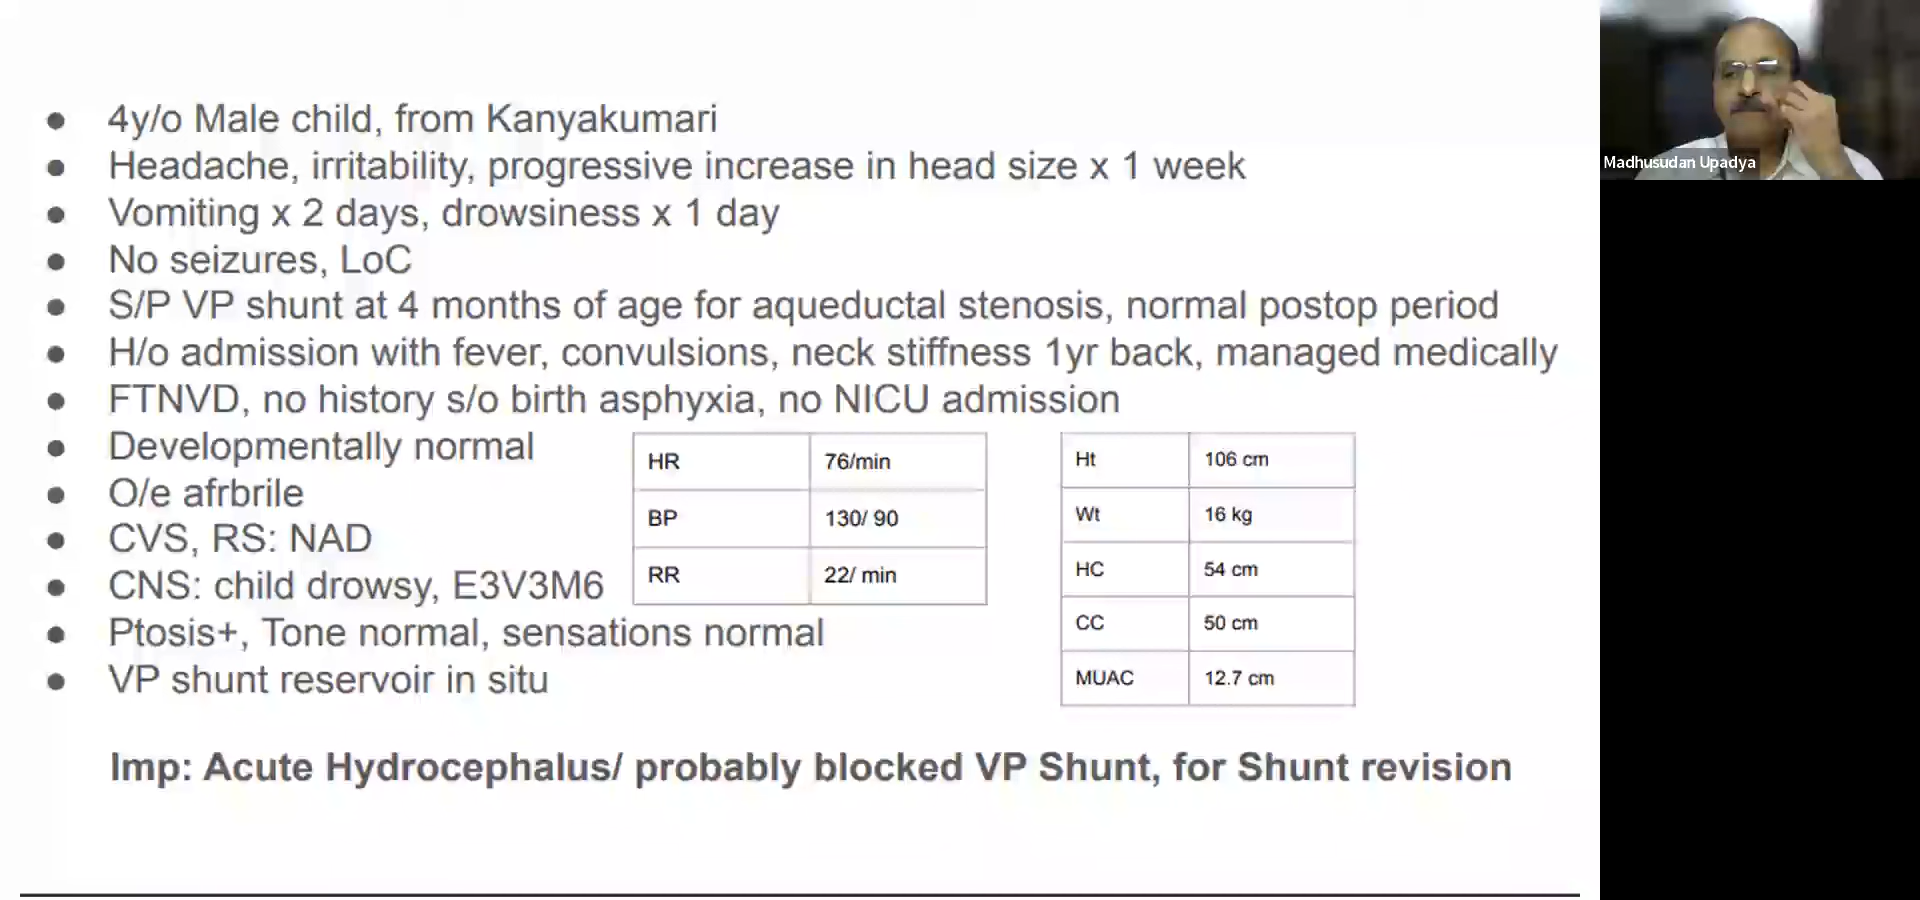 4y/o Male child, from Kanyakumari
Headache, irritability, progressive increase in head size x 1 week
Vomiting x 2 days, drowsiness x 1 day
No seizures, LoC
S/P VP shunt at 4 months of age for aqueductal stenosis, normal postop period
H/o admission with fever, convulsions, neck stiffness 1yr back, managed medically
FTNVD, no history s/o birth asphyxia, no NICU admission
Developmentally normal
O/e afrbrile
CVS, RS: NAD
CNS: child drowsy, E3V3M6
Ptosis+, Tone normal, sensations normal
VP shunt reservoir in situ
HR 76/min
BP 130/ 90
RR 22/ min
Ht 106 cm
Wt 16 kg
HC 54 cm
CC 50 cm
MUAC 12.7 cm
Imp: Acute Hydrocephalus/ probably blocked VP Shunt, for Shunt revision
Madhusudan Upadya